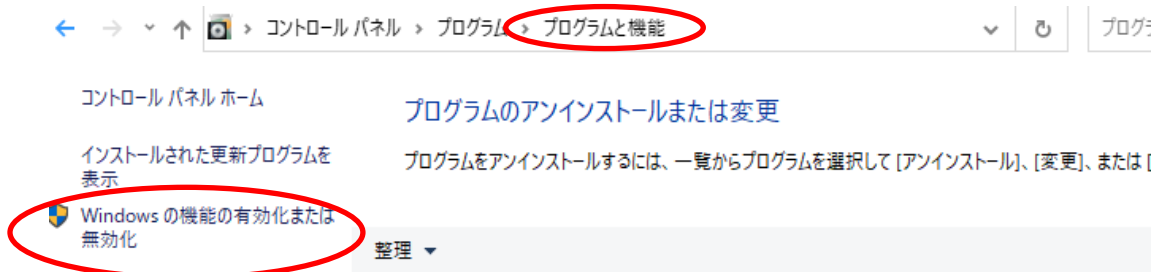 コントロール パネル › プログラム › プログラムと機能
コントロール パネル ホーム
プログラムのアンインストールまたは変更
インストールされた更新プログラムを
表示
プログラムをアンインストールするには、一覧からプログラムを選択して [アンインストール]、[変更]、または [
Windows の機能の有効化または
無効化
整理